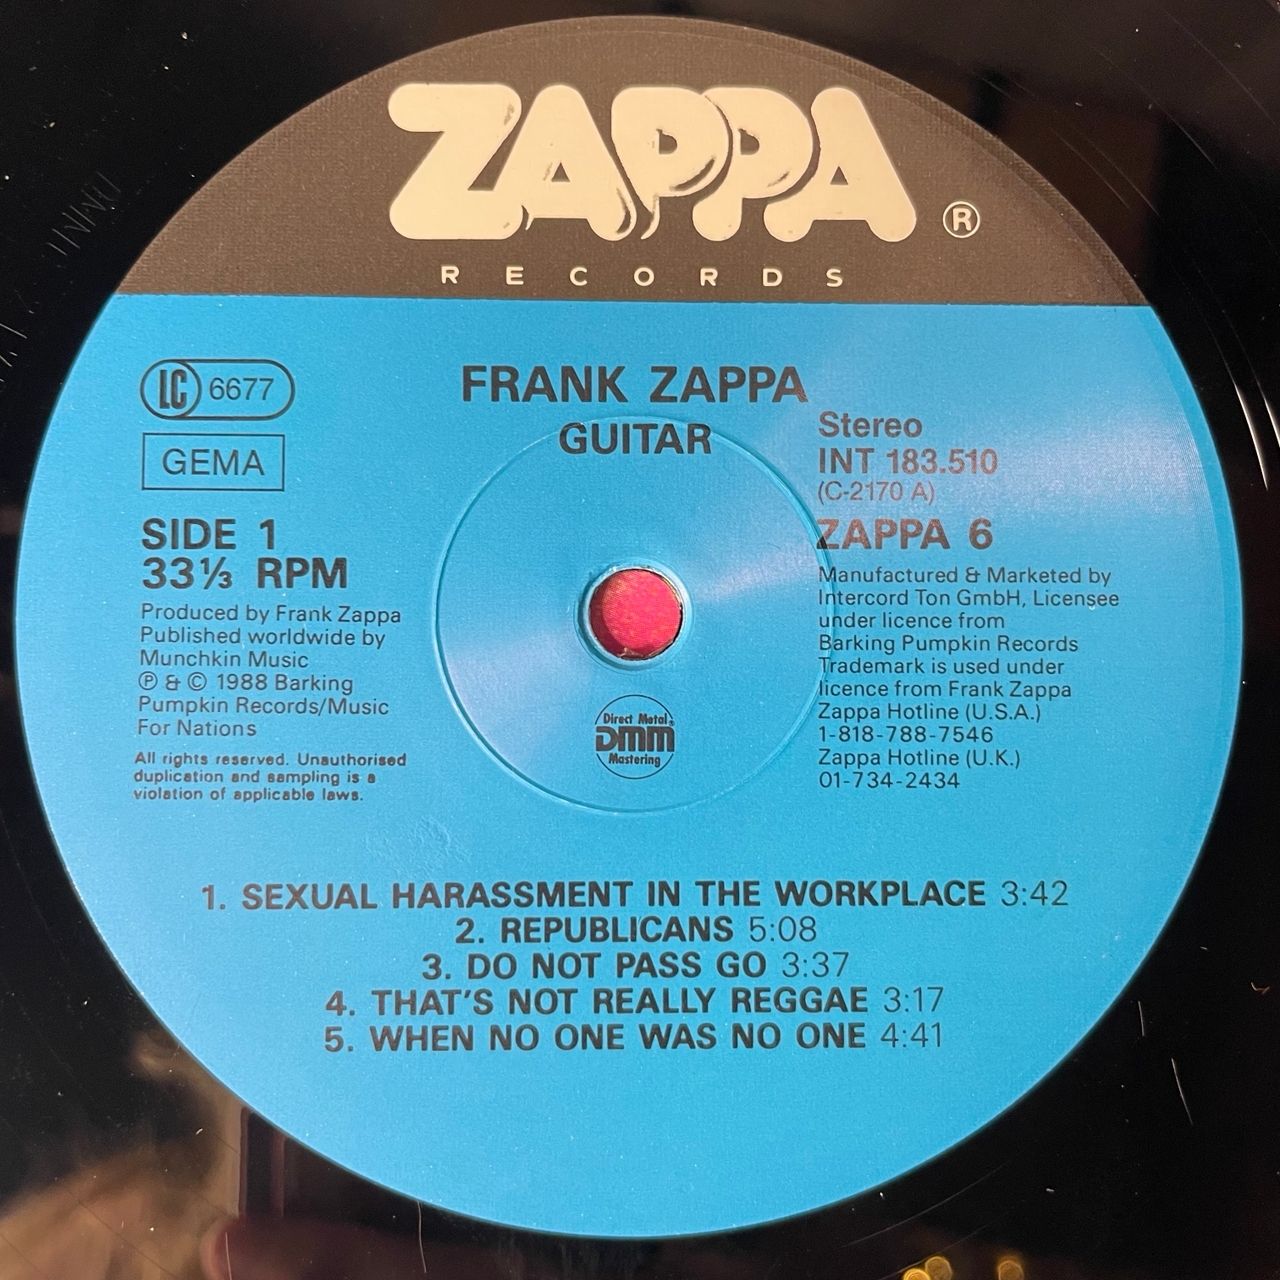 ZAPPA ®
RECORDS
FRANK ZAPPA
GUITAR
LC 6677
GEMA
SIDE 1
33⅓ RPM
Produced by Frank Zappa
Published worldwide by
Munchkin Music
℗ & © 1988 Barking
Pumpkin Records/Music
For Nations
All rights reserved. Unauthorised
duplication and sampling is a
violation of applicable laws.
Stereo
INT 183.510
(C-2170 A)
ZAPPA 6
Manufactured & Marketed by
Intercord Ton GmbH, Licensee
under licence from
Barking Pumpkin Records
Trademark is used under
licence from Frank Zappa
Zappa Hotline (U.S.A.)
1-818-788-7546
Zappa Hotline (U.K.)
01-734-2434
Direct Metal®
DMM
Mastering
1. SEXUAL HARASSMENT IN THE WORKPLACE 3:42
2. REPUBLICANS 5:08
3. DO NOT PASS GO 3:37
4. THAT'S NOT REALLY REGGAE 3:17
5. WHEN NO ONE WAS NO ONE 4:41